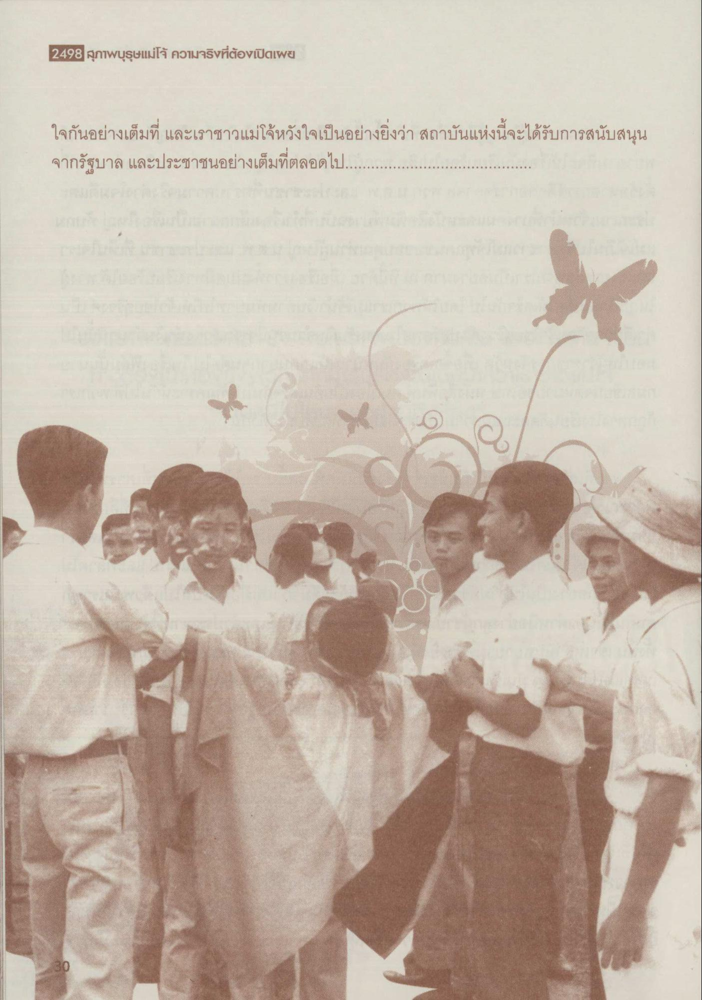 2498 สุภาพบุรุษแม่โจ้ ความจริงที่ต้องเปิดเผย
ใจกันอย่างเต็มที่ และเราชาวแม่โจ้หวังใจเป็นอย่างยิ่งว่า สถาบันแห่งนี้จะได้รับการสนับสนุน
จากรัฐบาล และประชาชนอย่างเต็มที่ตลอดไป...........................................
30